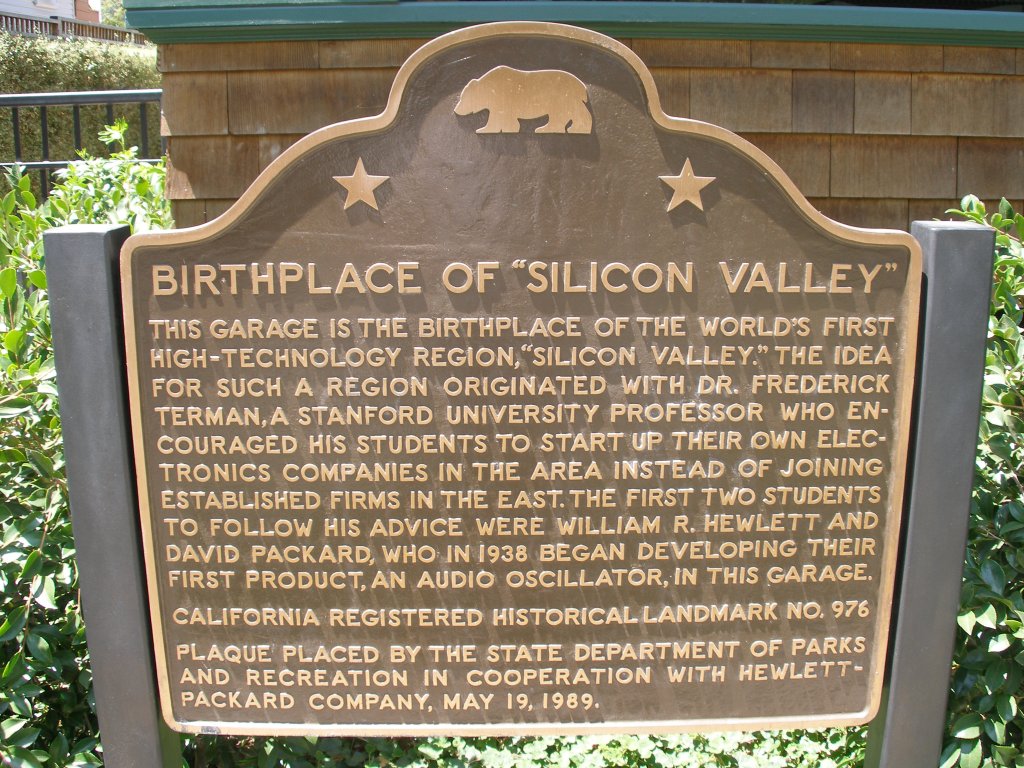 BIRTHPLACE OF "SILICON VALLEY"
THIS GARAGE IS THE BIRTHPLACE OF THE WORLD'S FIRST
HIGH-TECHNOLOGY REGION, "SILICON VALLEY." THE IDEA
FOR SUCH A REGION ORIGINATED WITH DR. FREDERICK
TERMAN, A STANFORD UNIVERSITY PROFESSOR WHO EN-
COURAGED HIS STUDENTS TO START UP THEIR OWN ELEC-
TRONICS COMPANIES IN THE AREA INSTEAD OF JOINING
ESTABLISHED FIRMS IN THE EAST. THE FIRST TWO STUDENTS
TO FOLLOW HIS ADVICE WERE WILLIAM R. HEWLETT AND
DAVID PACKARD, WHO IN 1938 BEGAN DEVELOPING THEIR
FIRST PRODUCT, AN AUDIO OSCILLATOR, IN THIS GARAGE.
CALIFORNIA REGISTERED HISTORICAL LANDMARK NO. 976
PLAQUE PLACED BY THE STATE DEPARTMENT OF PARKS
AND RECREATION IN COOPERATION WITH HEWLETT-
PACKARD COMPANY, MAY 19, 1989.